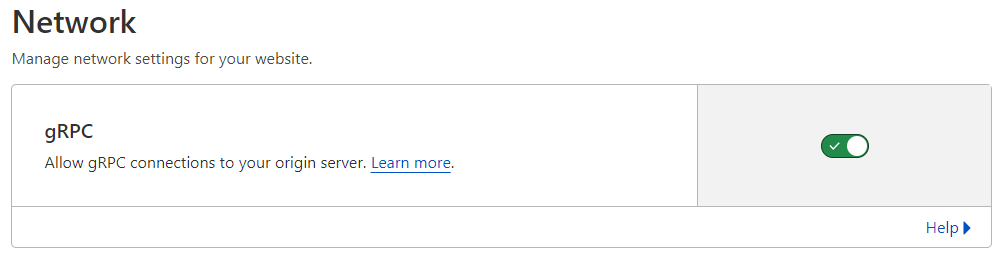 Network
Manage network settings for your website.
gRPC
Allow gRPC connections to your origin server. Learn more.
Help